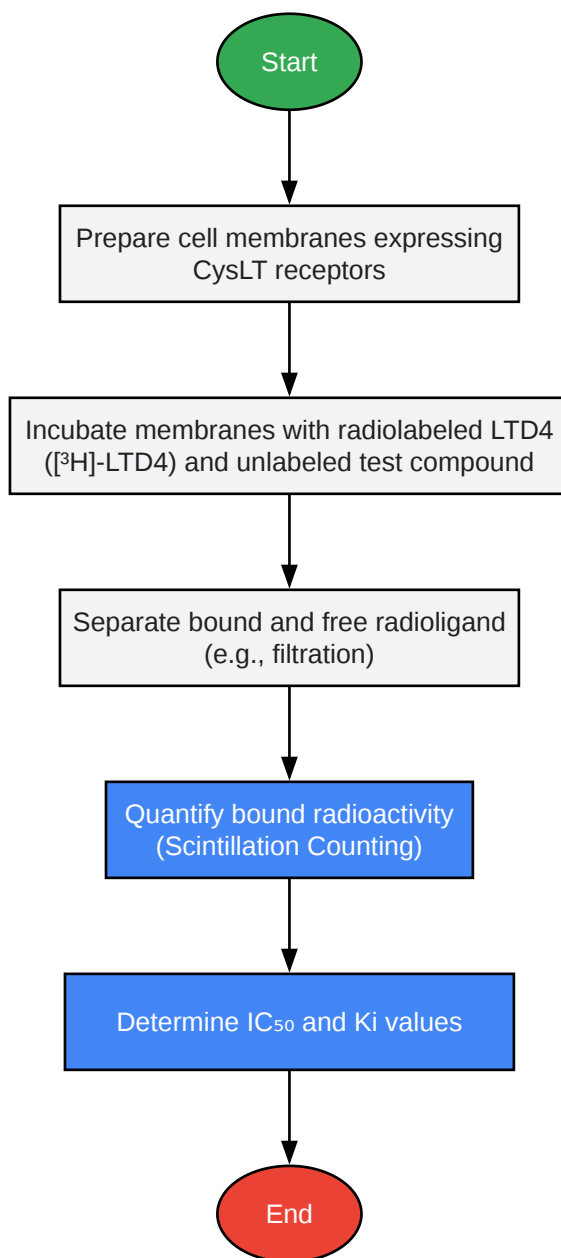 Start
Prepare cell membranes expressing
CysLT receptors
Incubate membranes with radiolabeled LTD4
([³H]-LTD4) and unlabeled test compound
Separate bound and free radioligand
(e.g., filtration)
Quantify bound radioactivity
(Scintillation Counting)
Determine IC₅₀ and Ki values
End